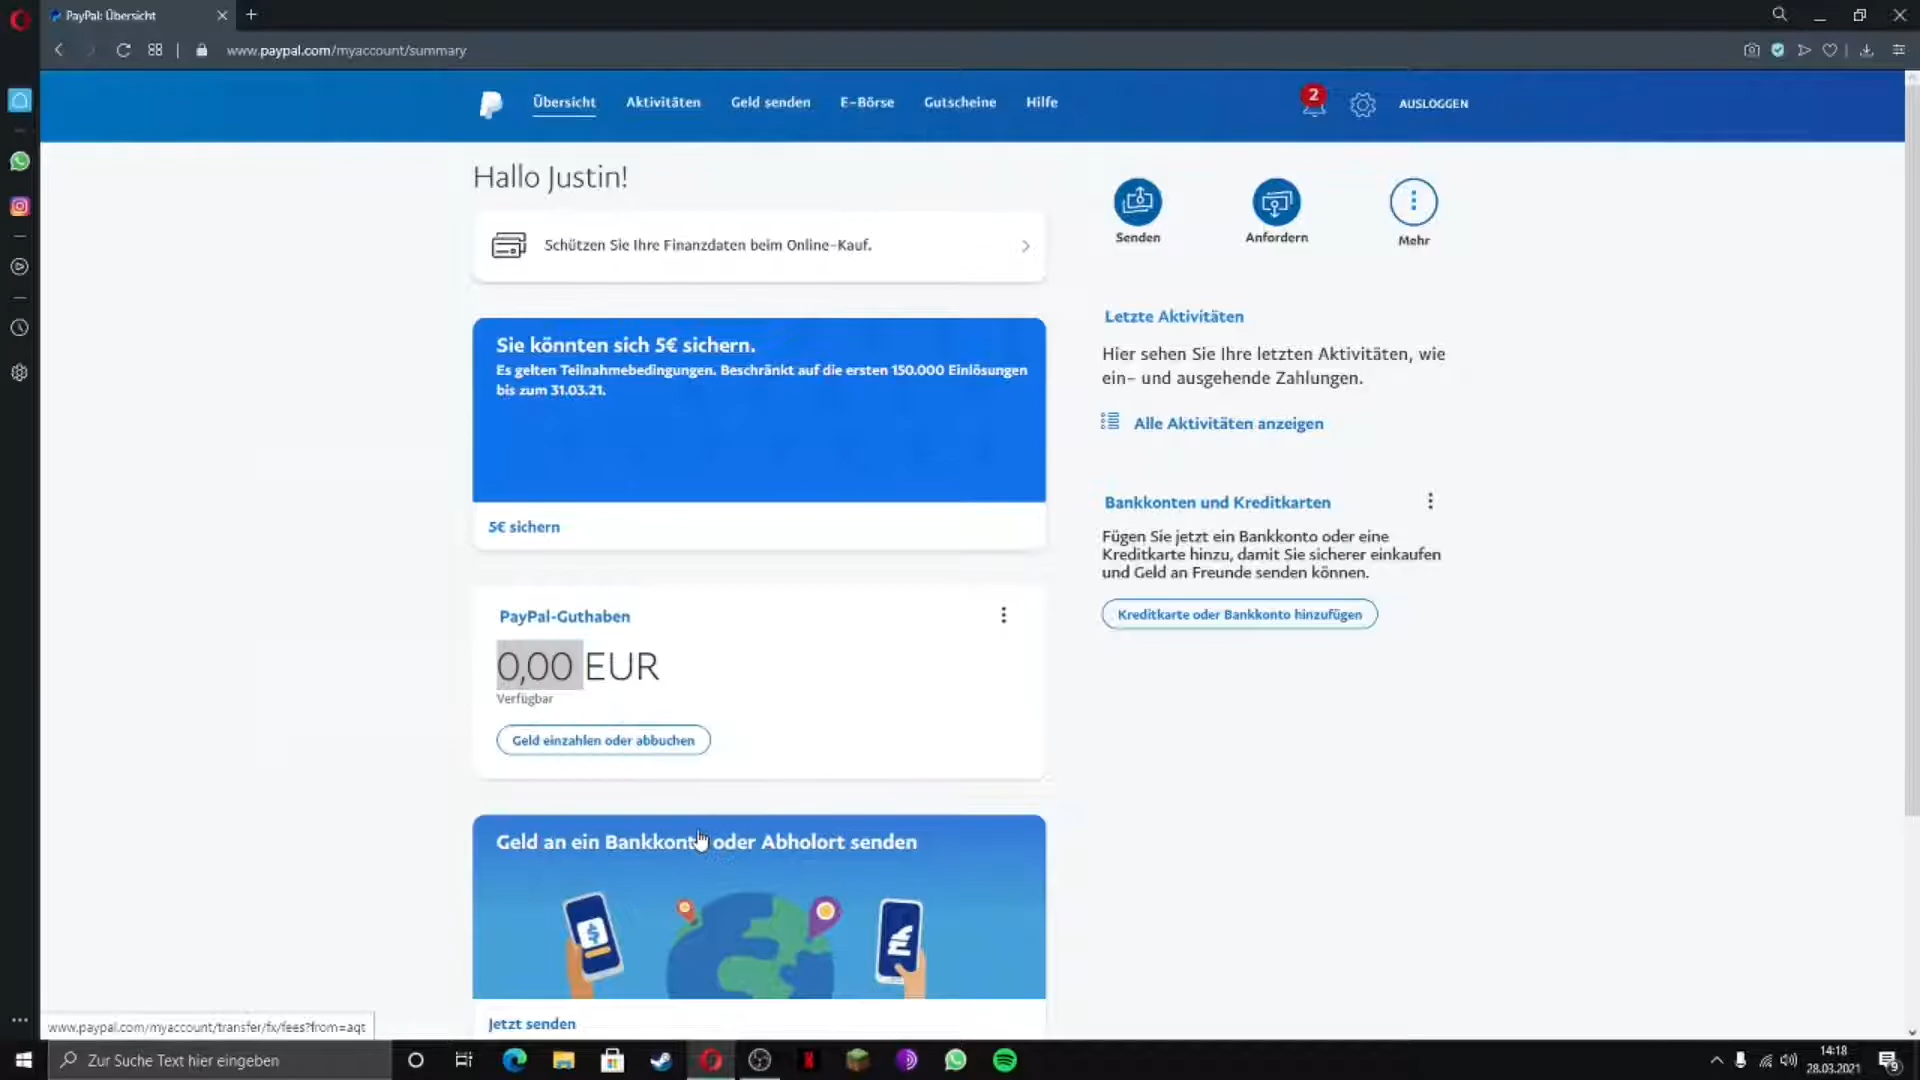 PayPal: Übersicht
www.paypal.com/myaccount/summary
Übersicht
Aktivitäten
Geld senden
E-Börse
Gutscheine
Hilfe
2
AUSLOGGEN
Hallo Justin!
Schützen Sie Ihre Finanzdaten beim Online-Kauf.
Sie könnten sich 5€ sichern.
Es gelten Teilnahmebedingungen. Beschränkt auf die ersten 150.000 Einlösungen
bis zum 31.03.21.
5€ sichern
PayPal-Guthaben
0,00 EUR
Verfügbar
Geld einzahlen oder abbuchen
Geld an ein Bankkonto oder Abholort senden
Jetzt senden
Senden
Anfordern
Mehr
Letzte Aktivitäten
Hier sehen Sie Ihre letzten Aktivitäten, wie
ein- und ausgehende Zahlungen.
Alle Aktivitäten anzeigen
Bankkonten und Kreditkarten
Fügen Sie jetzt ein Bankkonto oder eine
Kreditkarte hinzu, damit Sie sicherer einkaufen
und Geld an Freunde senden können.
Kreditkarte oder Bankkonto hinzufügen
www.paypal.com/myaccount/transfer/fx/fees?from=aqt
Zur Suche Text hier eingeben
14:18
28.03.2021
9